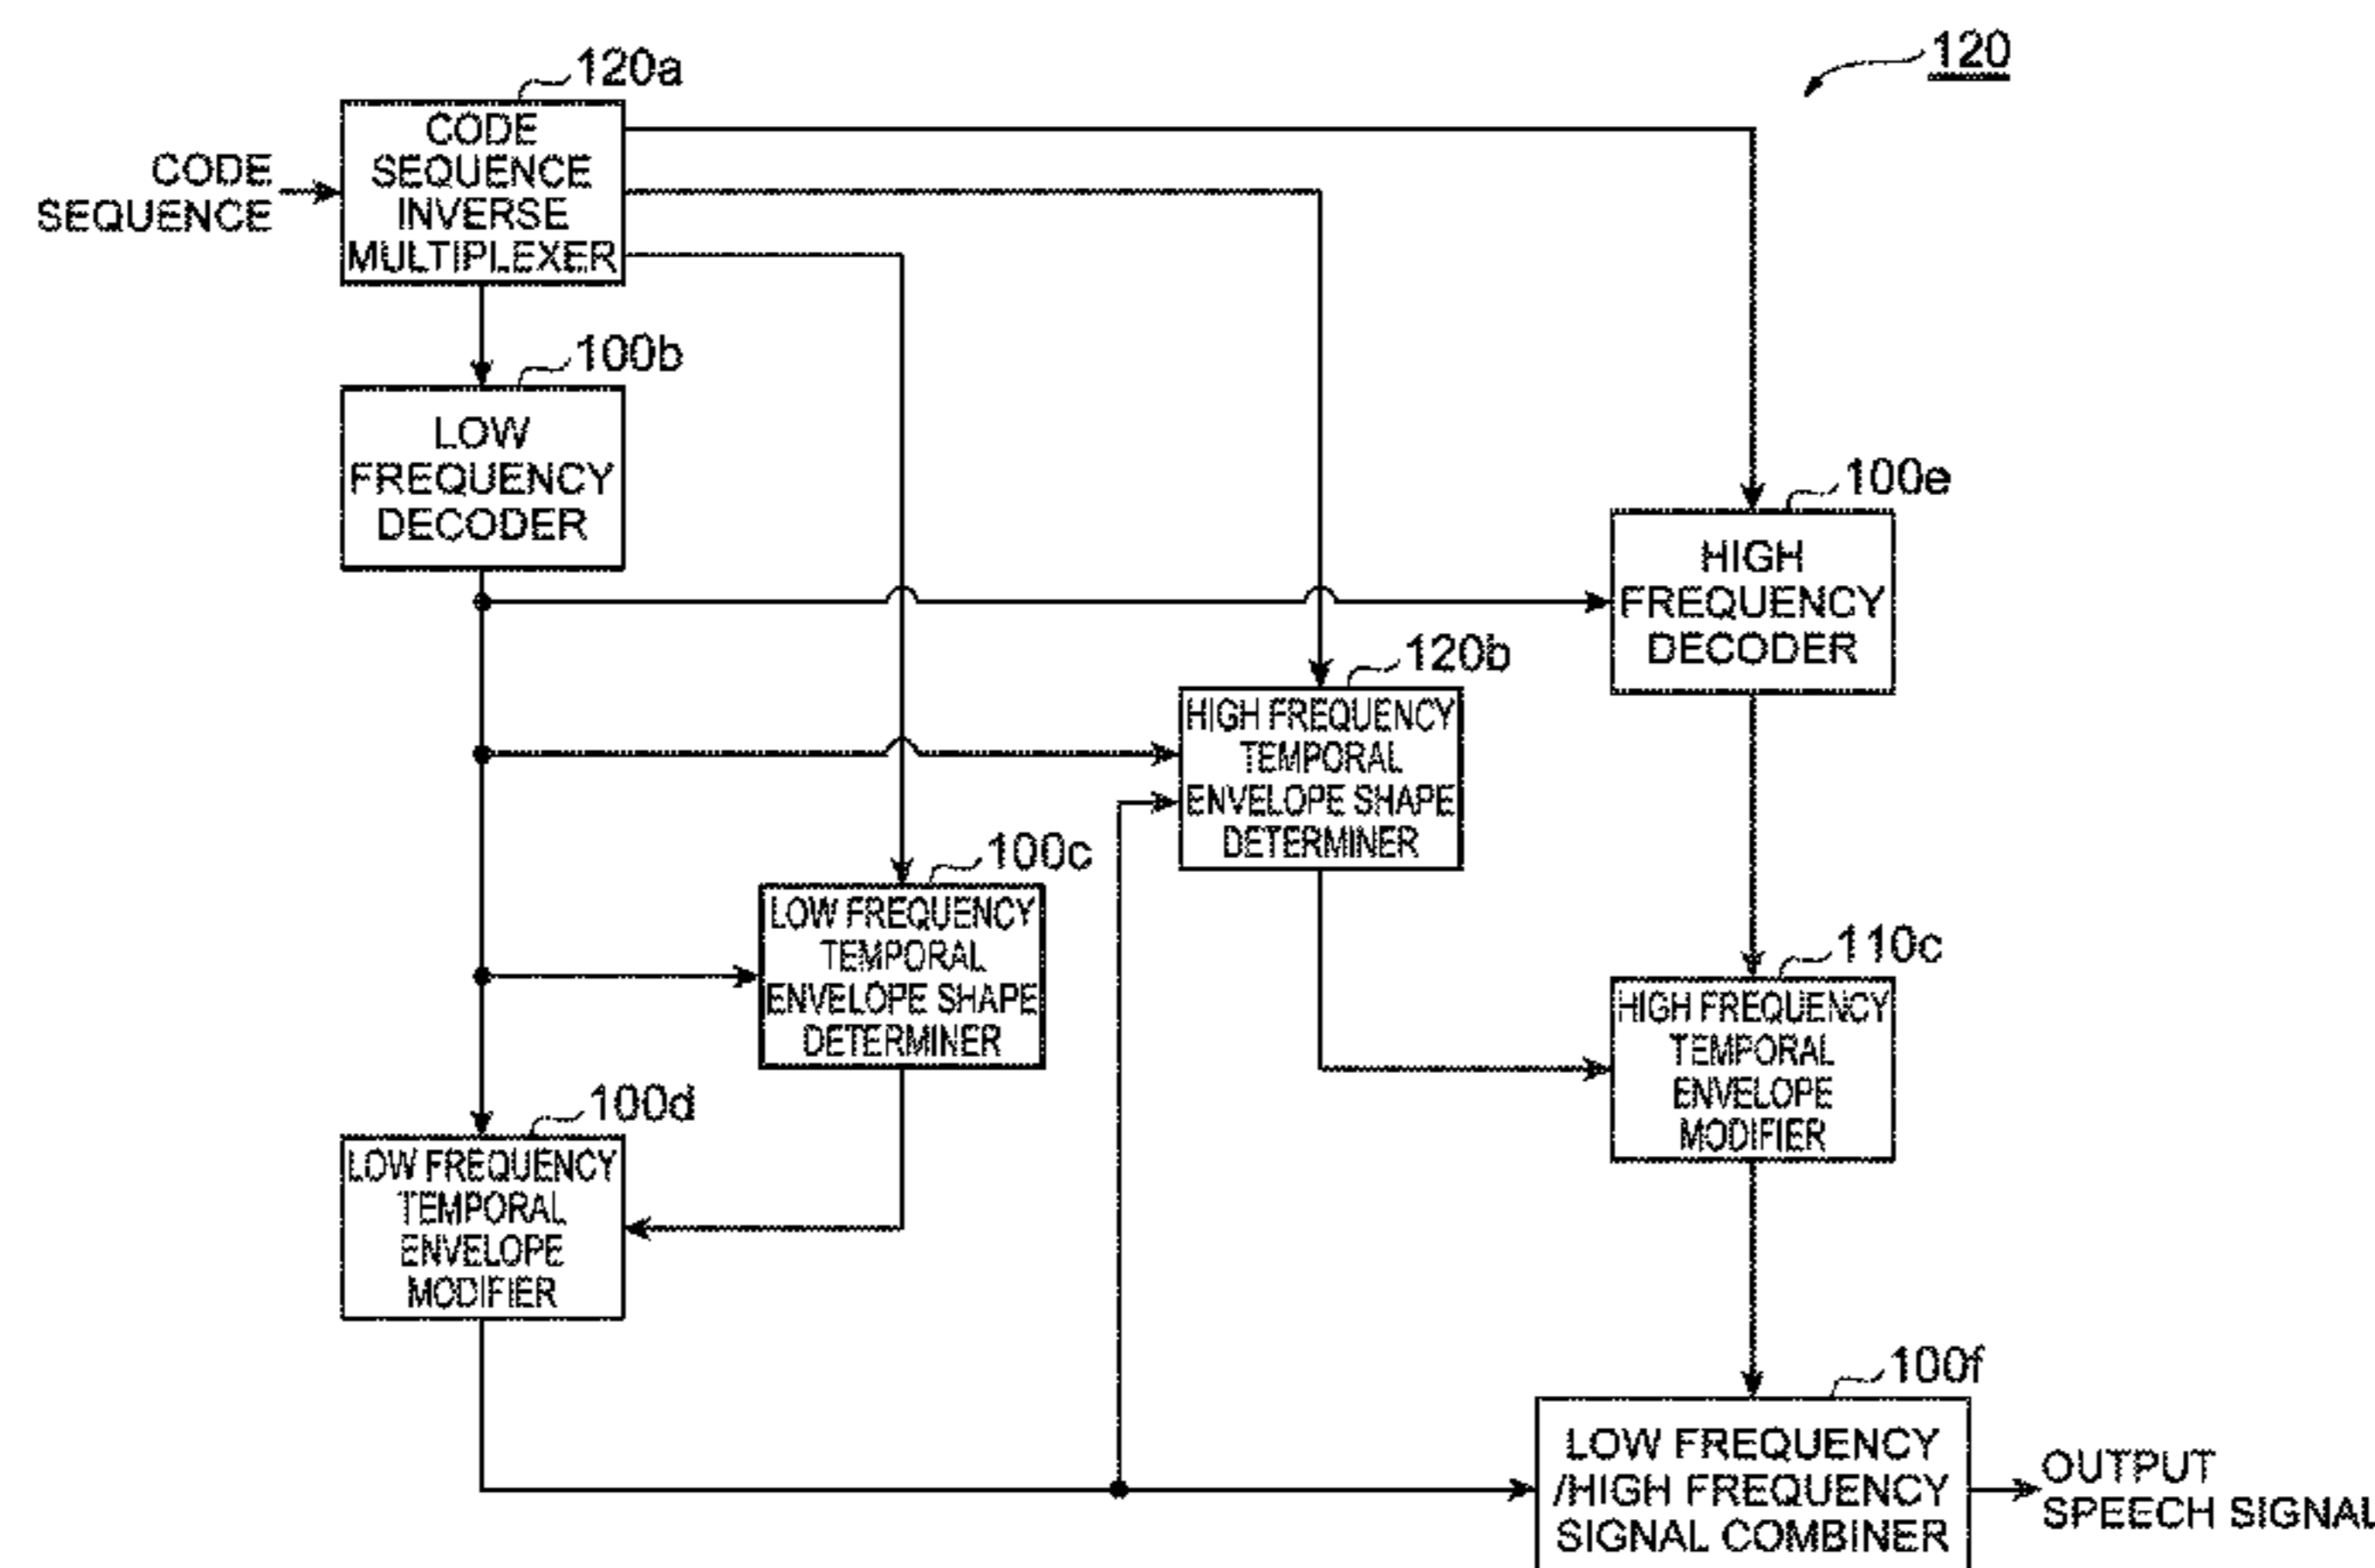 120
120a
CODE
SEQUENCE
CODE
SEQUENCE
INVERSE
MULTIPLEXER
100b
LOW
FREQUENCY
DECODER
100e
HIGH
FREQUENCY
DECODER
120b
HIGH FREQUENCY
TEMPORAL
ENVELOPE SHAPE
DETERMINER
100c
LOW FREQUENCY
TEMPORAL
ENVELOPE SHAPE
DETERMINER
110c
HIGH FREQUENCY
TEMPORAL
ENVELOPE
MODIFIER
100d
LOW FREQUENCY
TEMPORAL
ENVELOPE
MODIFIER
100f
LOW FREQUENCY
/HIGH FREQUENCY
SIGNAL COMBINER
OUTPUT
SPEECH SIGNAL